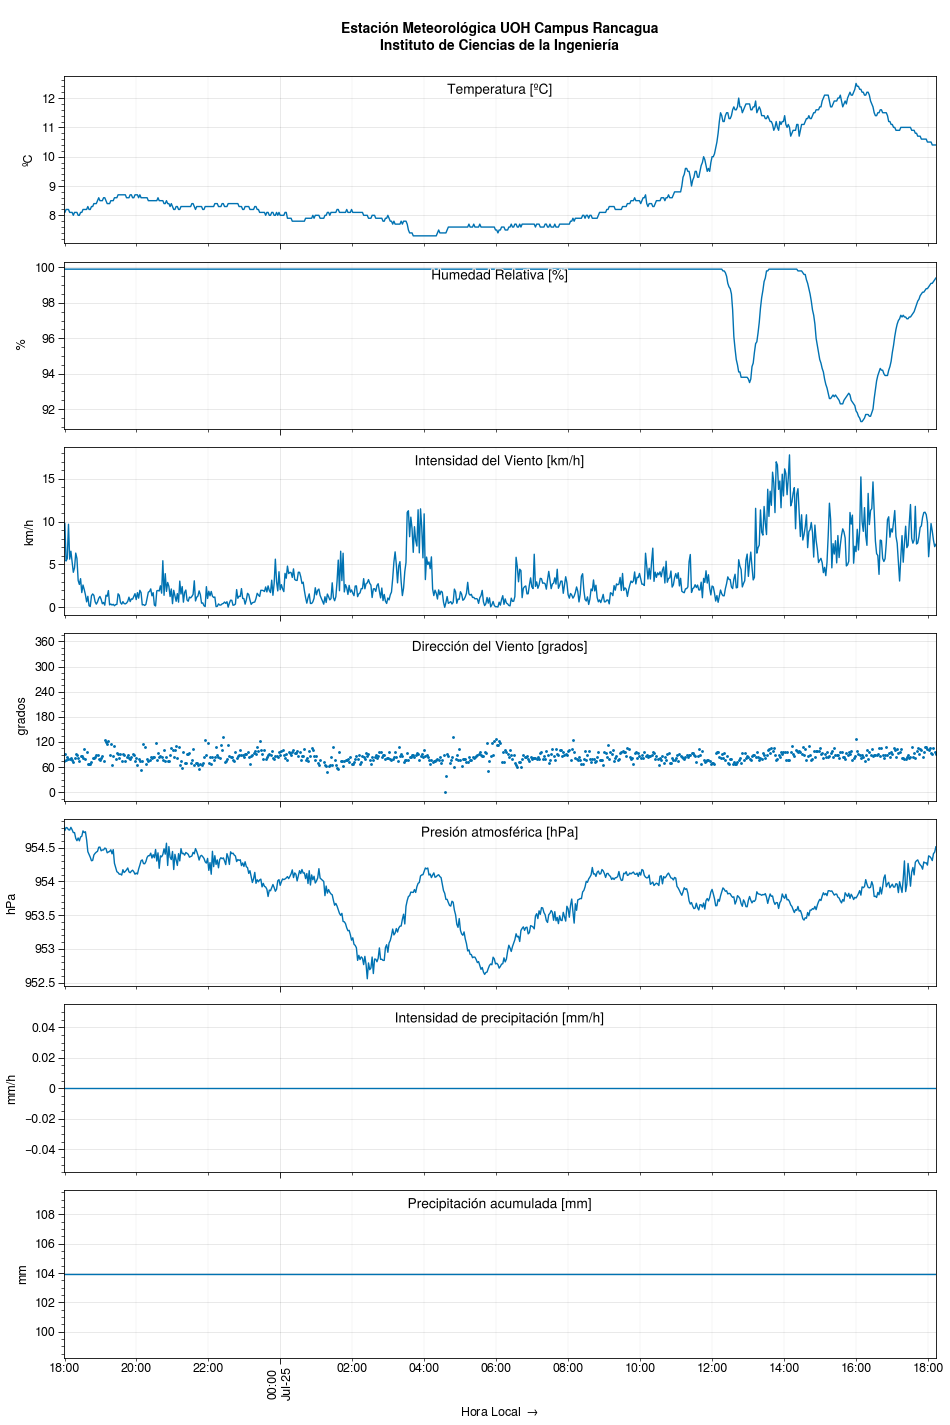 Estación Meteorológica UOH Campus Rancagua
Instituto de Ciencias de la Ingeniería
Temperatura [ºC]
ºC
12
11
10
9
8
Humedad Relativa [%]
%
100
98
96
94
92
Intensidad del Viento [km/h]
km/h
15
10
5
0
Dirección del Viento [grados]
grados
360
300
240
180
120
60
0
Presión atmosférica [hPa]
hPa
954.5
954
953.5
953
952.5
Intensidad de precipitación [mm/h]
mm/h
0.04
0.02
0
−0.02
−0.04
Precipitación acumulada [mm]
mm
108
106
104
102
100
18:00 20:00 22:00 00:00 02:00 04:00 06:00 08:00 10:00 12:00 14:00 16:00 18:00
Jul-25
Hora Local →